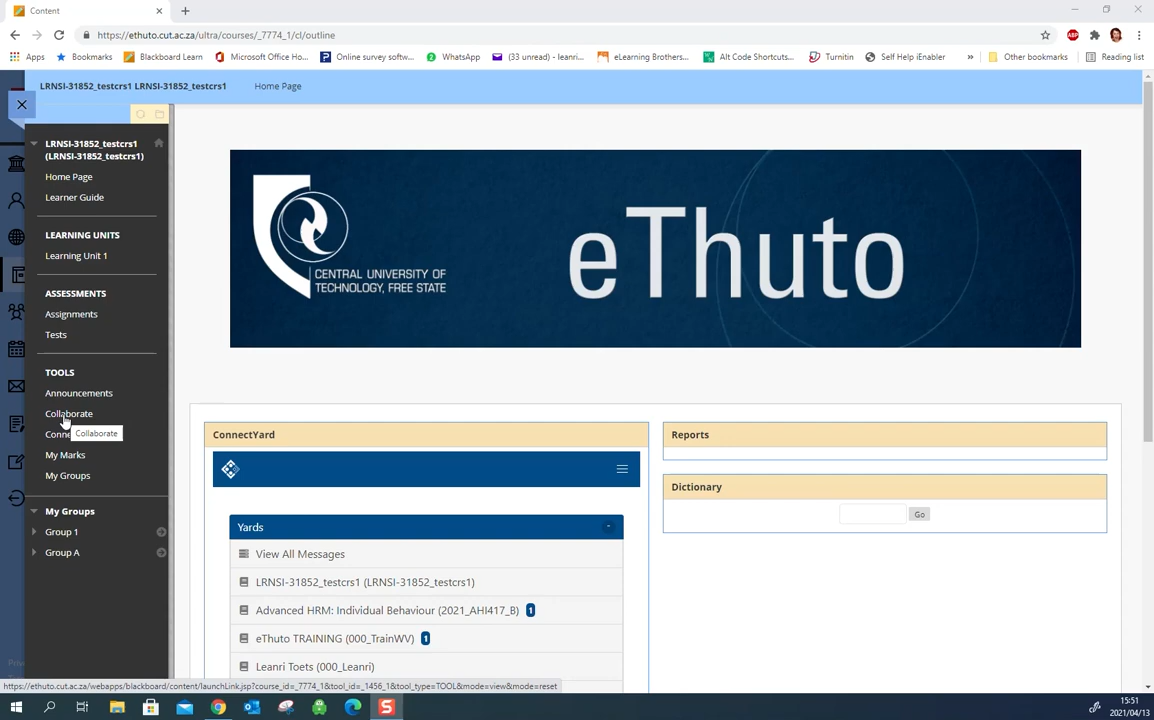 Content
https://ethuto.cut.ac.za/ultra/courses/_7774_1/cl/outline
Apps
Bookmarks
Blackboard Learn
Microsoft Office Ho...
Online survey softw...
WhatsApp
(33 unread) - leanri...
eLearning Brothers...
Alt Code Shortcuts...
Turnitin
Self Help iEnabler
»
Other bookmarks
Reading list
ABP
LRNSI-31852_testcrs1 LRNSI-31852_testcrs1
Home Page
LRNSI-31852_testcrs1
(LRNSI-31852_testcrs1)
Home Page
Learner Guide
LEARNING UNITS
Learning Unit 1
ASSESSMENTS
Assignments
Tests
TOOLS
Announcements
Collaborate
Collaborate
Conne
My Marks
My Groups
My Groups
Group 1
Group A
CENTRAL UNIVERSITY OF
TECHNOLOGY, FREE STATE
eThuto
ConnectYard
Yards
View All Messages
LRNSI-31852_testcrs1 (LRNSI-31852_testcrs1)
Advanced HRM: Individual Behaviour (2021_AHI417_B) 1
eThuto TRAINING (000_TrainWV) 1
Leanri Toets (000_Leanri)
Reports
Dictionary
Go
https://ethuto.cut.ac.za/webapps/blackboard/content/launchLink.jsp?course_id=_7774_1&tool_id=_1456_1&tool_type=TOOL&mode=view&mode=reset
15:51
2021/04/13